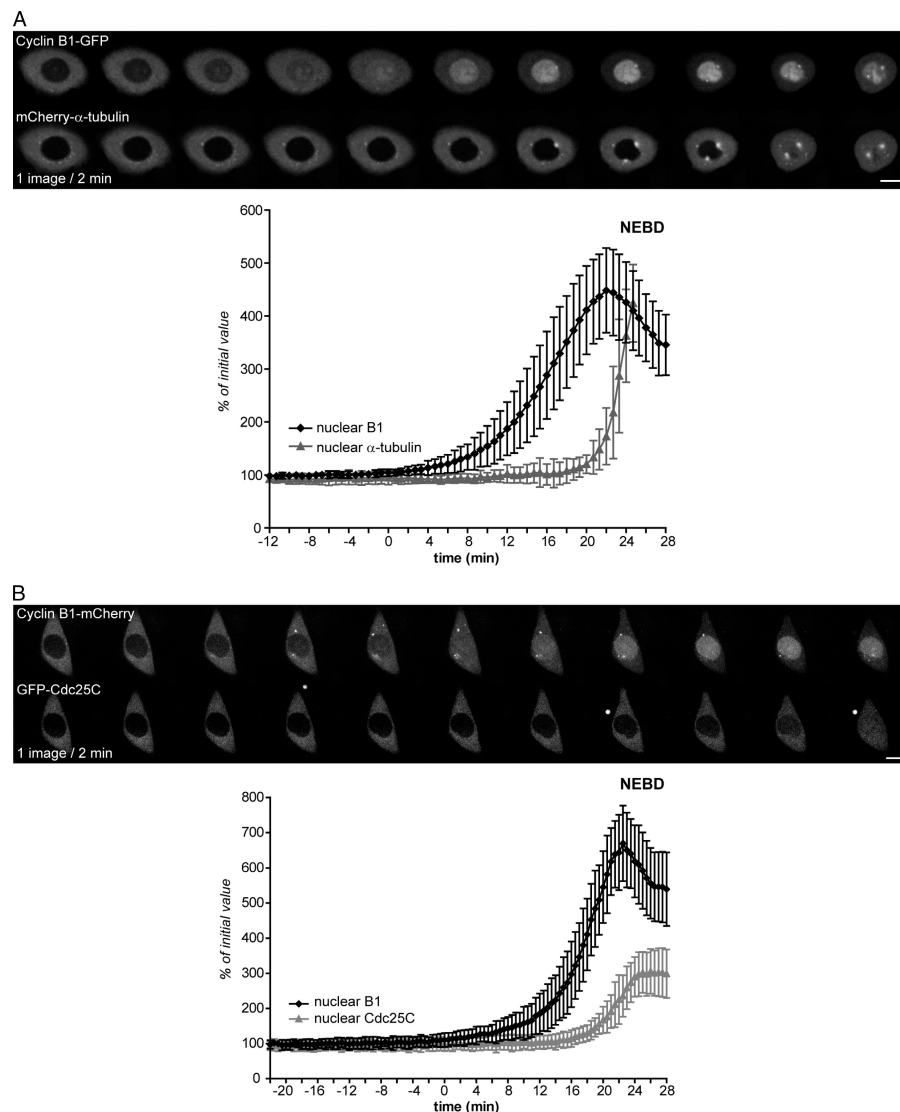 A
Cyclin B1-GFP
mCherry-α-tubulin
1 image / 2 min
600
500
400
300
200
100
0
% of initial value
NEBD
nuclear B1
nuclear α-tubulin
-12 -8 -4 0 4 8 12 16 20 24 28
time (min)
B
Cyclin B1-mCherry
GFP-Cdc25C
1 image / 2 min
800
700
600
500
400
300
200
100
0
% of initial value
NEBD
nuclear B1
nuclear Cdc25C
-20 -16 -12 -8 -4 0 4 8 12 16 20 24 28
time (min)